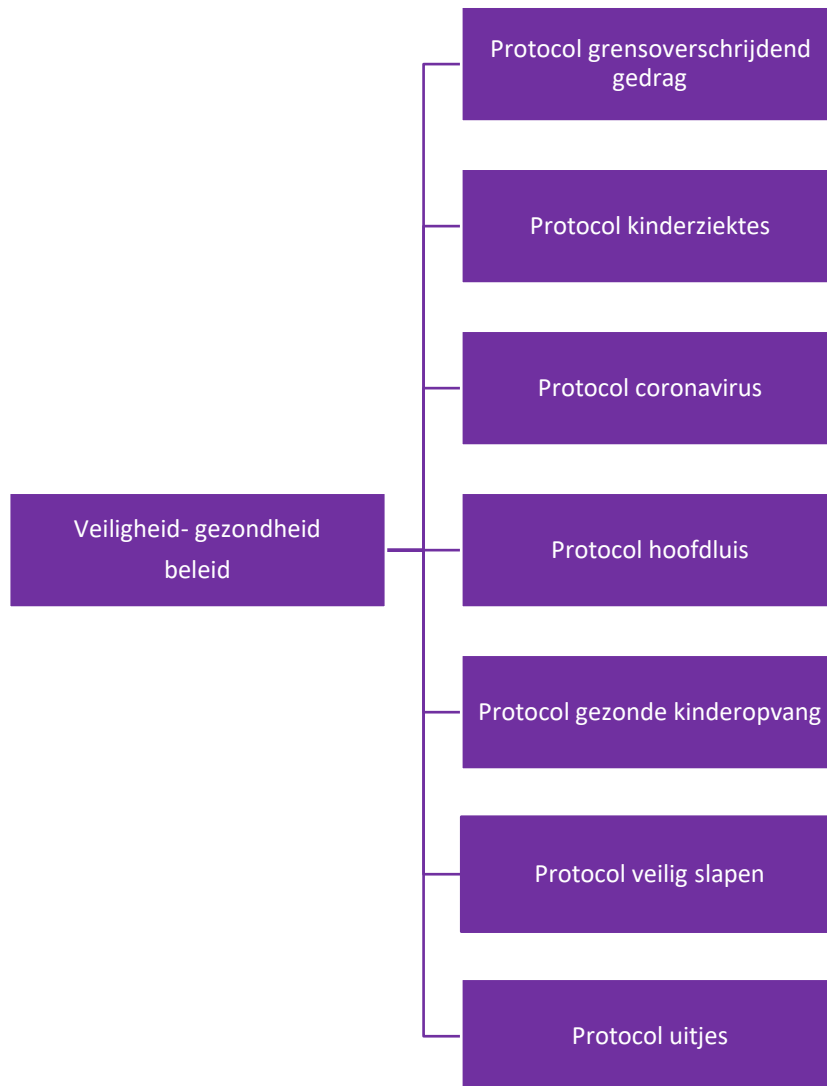 Protocol grensoverschrijdend
gedrag
Protocol kinderziektes
Protocol coronavirus
Veiligheid- gezondheid
beleid
Protocol hoofdluis
Protocol gezonde kinderopvang
Protocol veilig slapen
Protocol uitjes